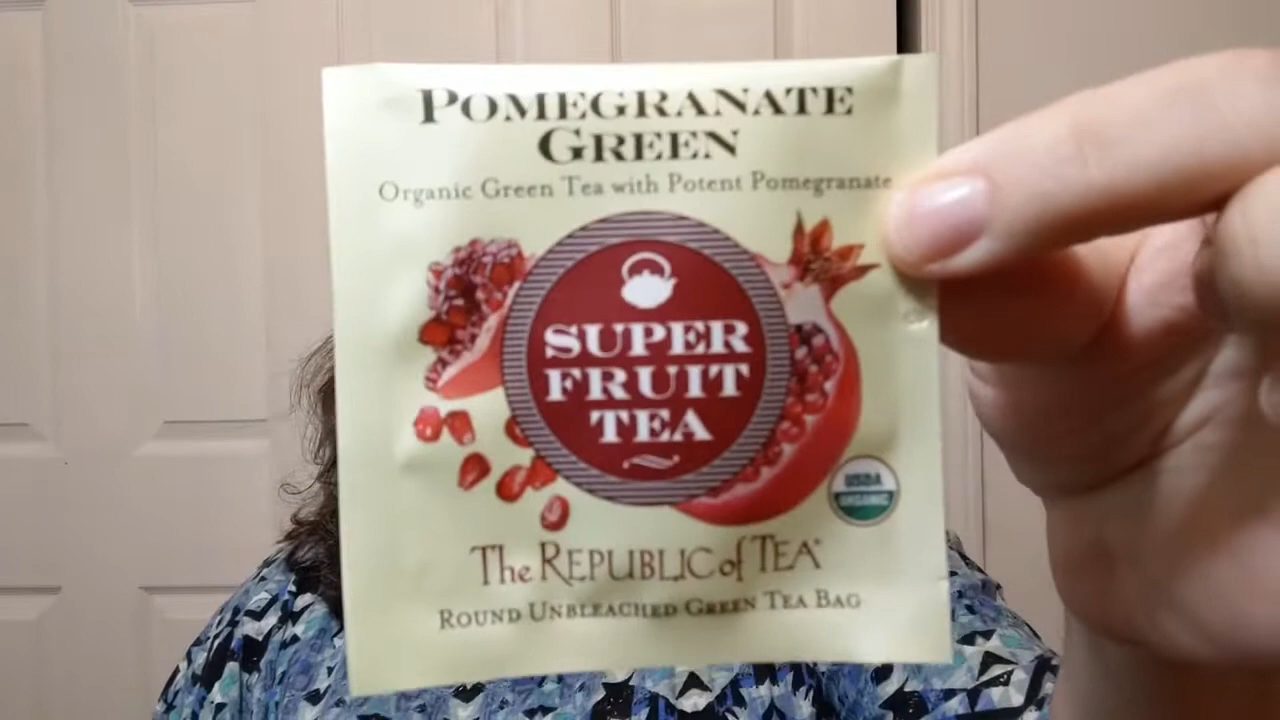 POMEGRANATE
GREEN
Organic Green Tea with Potent Pomegranate
SUPER
FRUIT
TEA
USDA
ORGANIC
The REPUBLIC of TEA®
ROUND UNBLEACHED GREEN TEA BAG